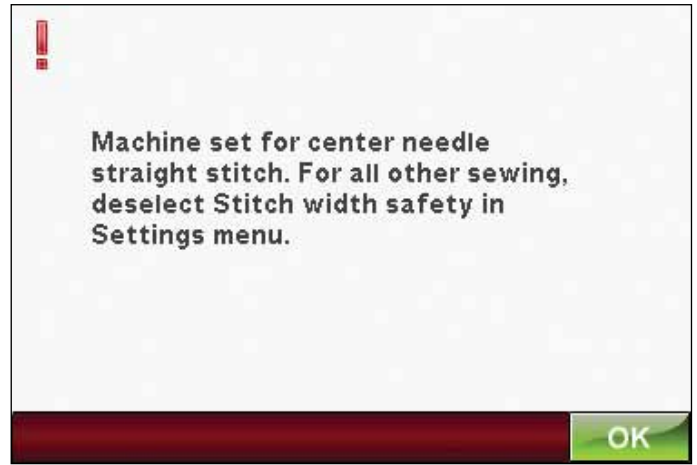 Machine set for center needle
straight stitch. For all other sewing,
deselect Stitch width safety in
Settings menu.
OK